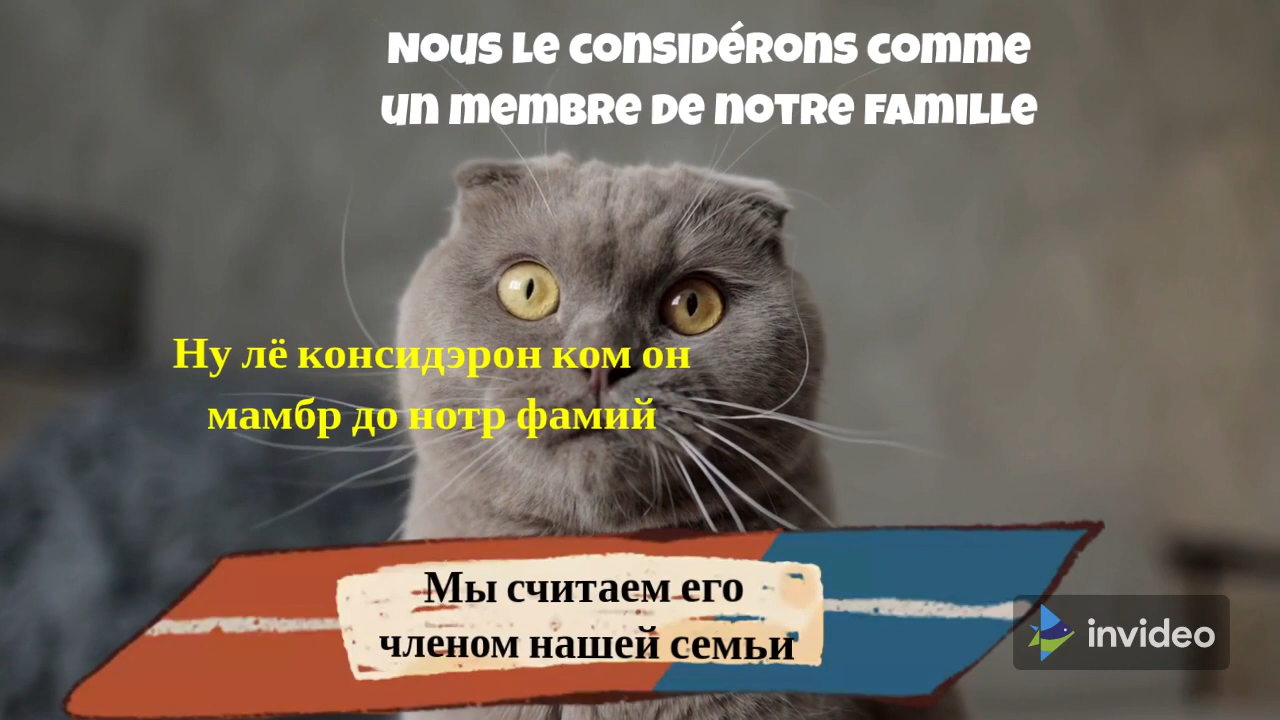 Nous le considérons comme
un membre de notre famille
Ну лё консидэрон ком он
мамбр до нотр фамий
Мы считаем его
членом нашей семьи
invideo